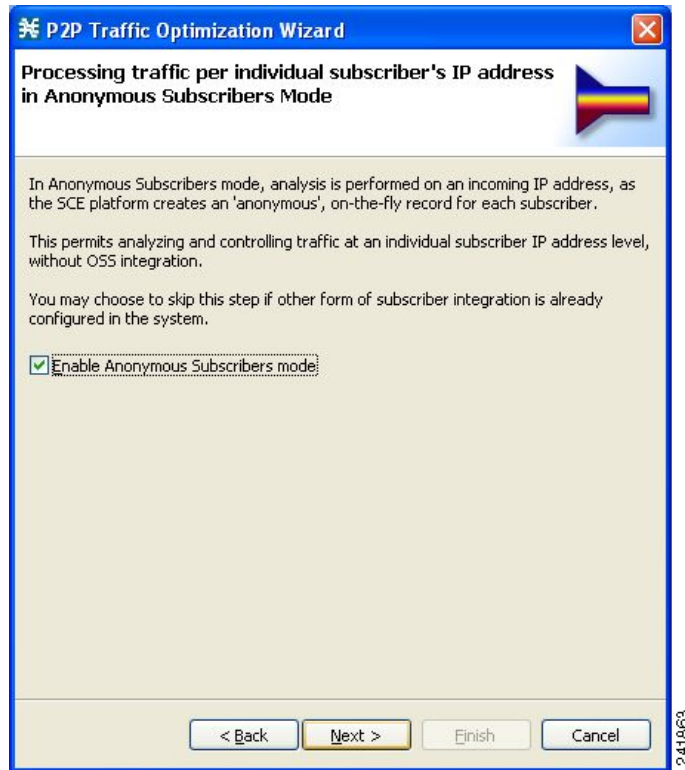 P2P Traffic Optimization Wizard
Processing traffic per individual subscriber's IP address
in Anonymous Subscribers Mode
In Anonymous Subscribers mode, analysis is performed on an incoming IP address, as
the SCE platform creates an 'anonymous', on-the-fly record for each subscriber.
This permits analyzing and controlling traffic at an individual subscriber IP address level,
without OSS integration.
You may choose to skip this step if other form of subscriber integration is already
configured in the system.
Enable Anonymous Subscribers mode
< Back
Next >
Finish
Cancel
241963